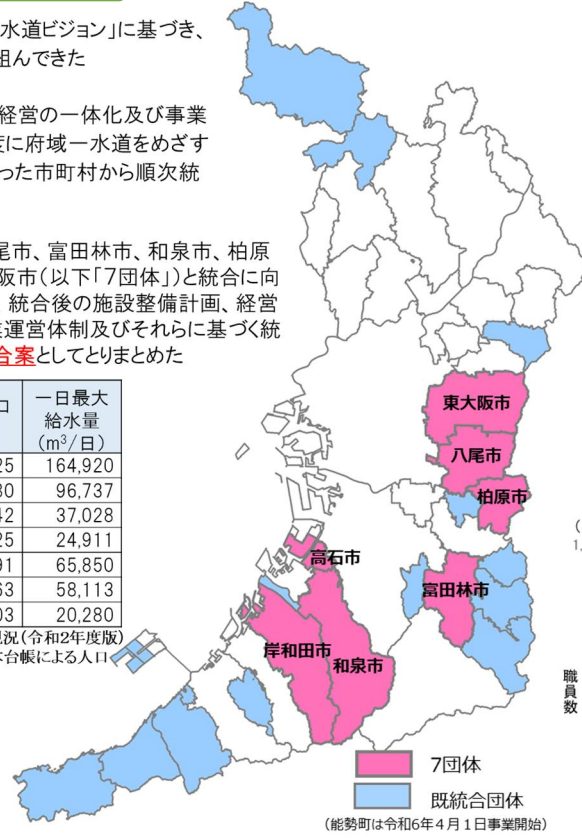 水道ビジョン」に基づき、
組んできた
経営の一体化及び事業
度に府域一水道をめざす
った市町村から順次統
尾市、富田林市、和泉市、柏原
阪市(以下「7団体」)と統合に向
統合後の施設整備計画、経営
業運営体制及びそれらに基づく統
合案としてとりまとめた
口 一日最大
給水量
(m³/日)
25 164,920
80 96,737
42 37,028
25 24,911
91 65,850
63 58,113
03 20,280
況(令和2年度版)
本台帳による人口
東大阪市
八尾市
柏原市
(
1.
高石市
富田林市
岸和田市
和泉市
職員数
7団体
既統合団体
(能勢町は令和6年4月1日事業開始)